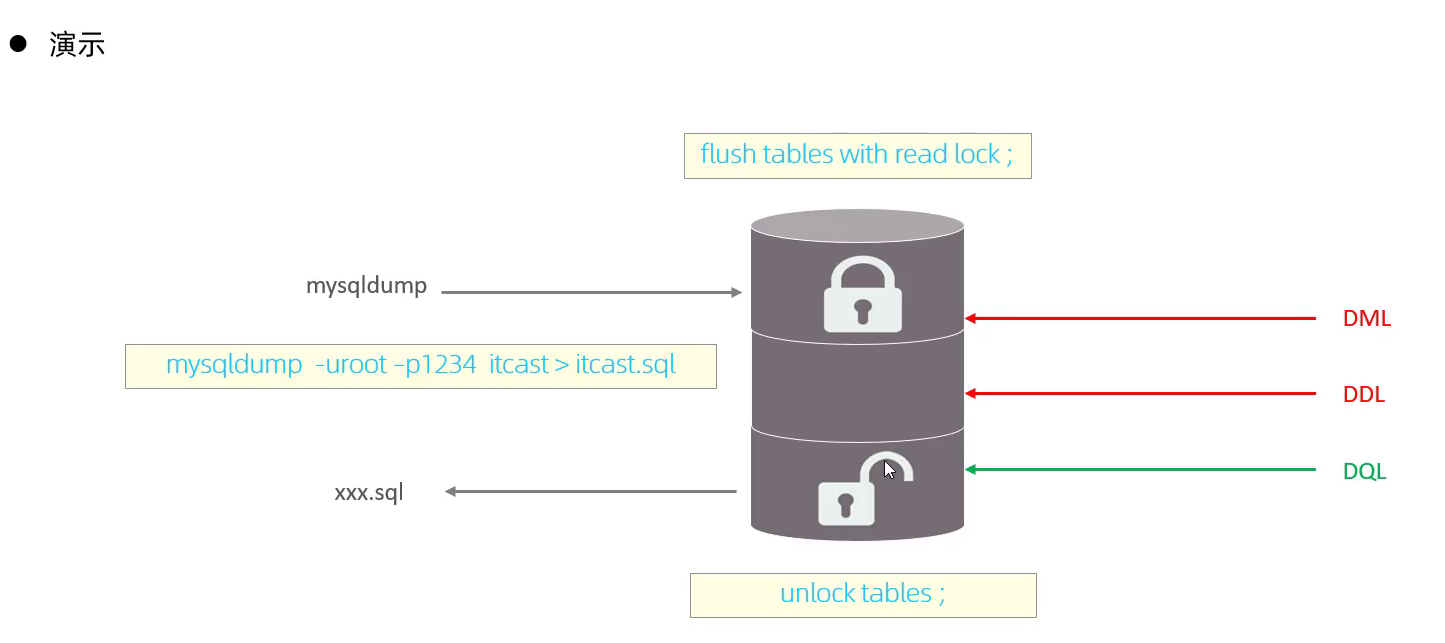 ● 演示
flush tables with read lock ;
mysqldump
DML
mysqldump -uroot –p1234 itcast > itcast.sql
DDL
DQL
xxx.sql
unlock tables ;